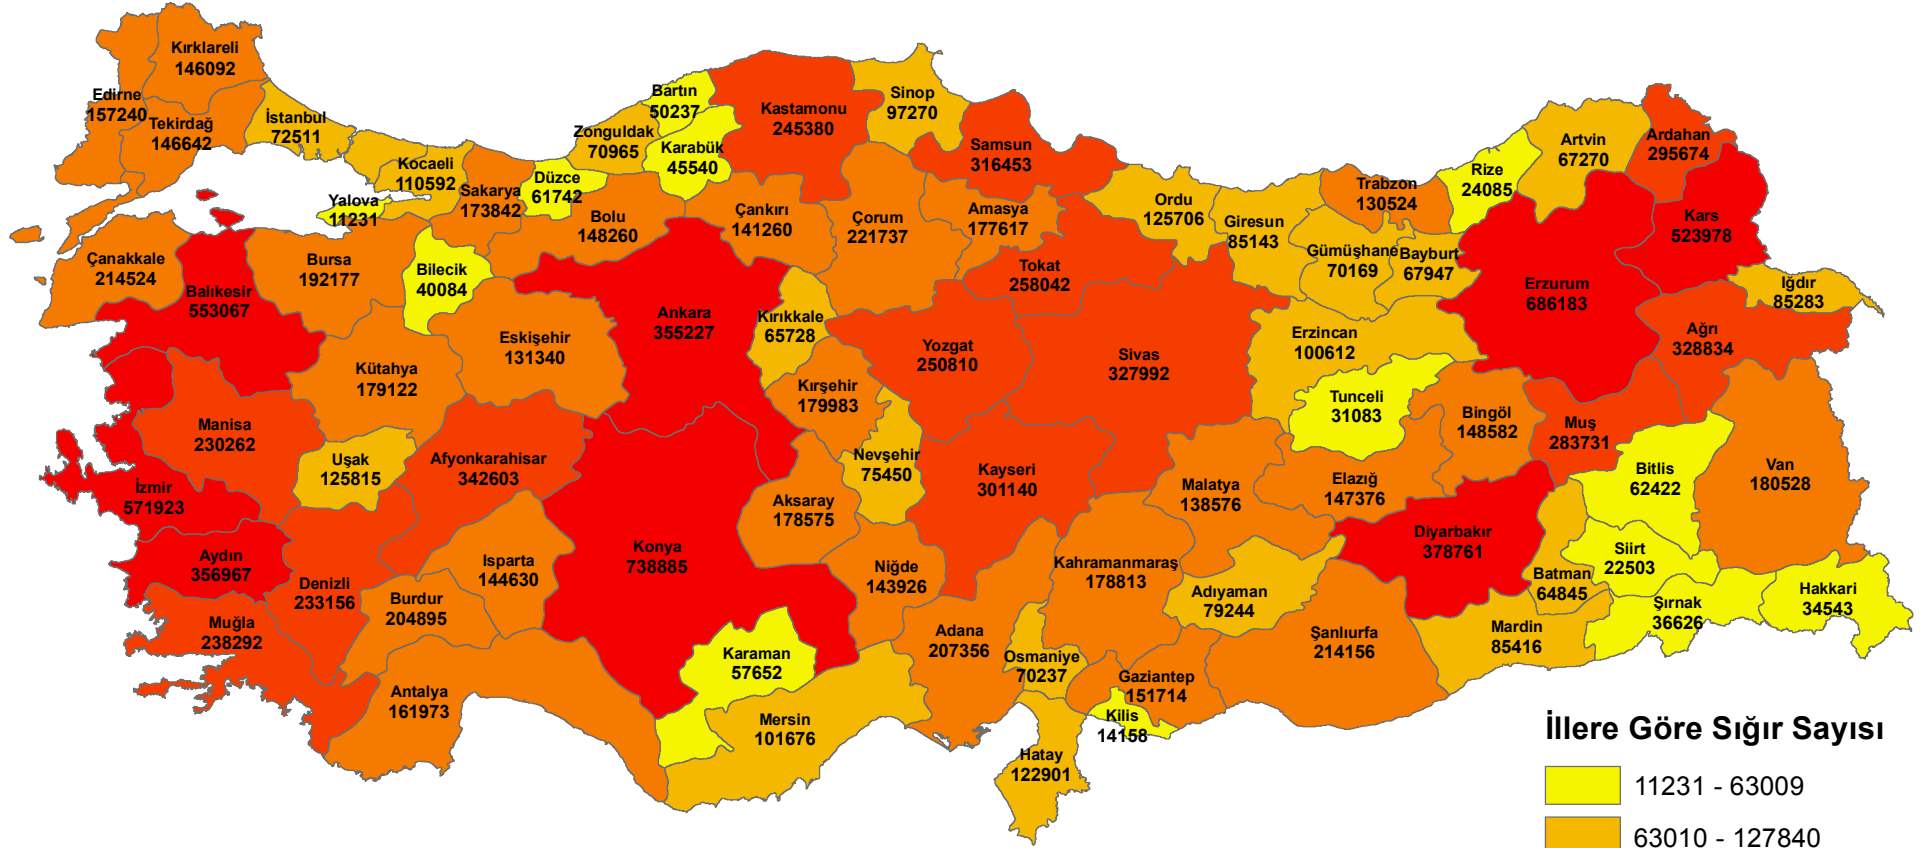 Kırklareli
146092
Edirne
157240
Tekirdağ
146642
İstanbul
72511
Kocaeli
110592
Yalova
11231
Sakarya
173842
Düzce
61742
Zonguldak
70965
Bartın
50237
Karabük
45540
Kastamonu
245380
Sinop
97270
Samsun
316453
Bolu
148260
Çankırı
141260
Çorum
221737
Amasya
177617
Ordu
125706
Giresun
85143
Trabzon
130524
Gümüşhane
70169
Bayburt
67947
Rize
24085
Artvin
67270
Ardahan
295674
Kars
523978
Iğdır
85283
Erzurum
686183
Ağrı
328834
Çanakkale
214524
Balıkesir
553067
Bursa
192177
Bilecik
40084
Eskişehir
131340
Kütahya
179122
Ankara
355227
Kırıkkale
65728
Kırşehir
179983
Yozgat
250810
Tokat
258042
Sivas
327992
Erzincan
100612
Tunceli
31083
Bingöl
148582
Muş
283731
Bitlis
62422
Van
180528
Manisa
230262
Uşak
125815
Afyonkarahisar
342603
İzmir
571923
Aydın
356967
Denizli
233156
Muğla
238292
Burdur
204895
Isparta
144630
Antalya
161973
Konya
738885
Aksaray
178575
Nevşehir
75450
Niğde
143926
Kayseri
301140
Malatya
138576
Elazığ
147376
Diyarbakır
378761
Batman
64845
Siirt
22503
Şırnak
36626
Hakkari
34543
Mardin
85416
Şanlıurfa
214156
Adıyaman
79244
Kahramanmaraş
178813
Gaziantep
151714
Kilis
14158
Osmaniye
70237
Hatay
122901
Adana
207356
Mersin
101676
Karaman
57652
İllere Göre Sığır Sayısı
11231 - 63009
63010 - 127840